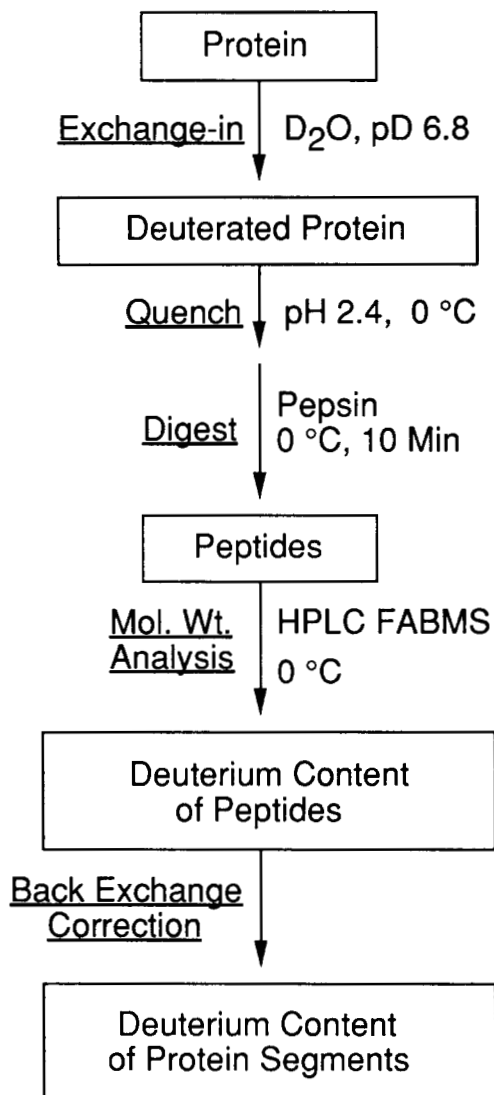 Protein
Exchange-in D₂O, pD 6.8
Deuterated Protein
Quench pH 2.4, 0 °C
Pepsin
Digest 0 °C, 10 Min
Peptides
Mol. Wt. HPLC FABMS
Analysis 0 °C
Deuterium Content
of Peptides
Back Exchange
Correction
Deuterium Content
of Protein Segments